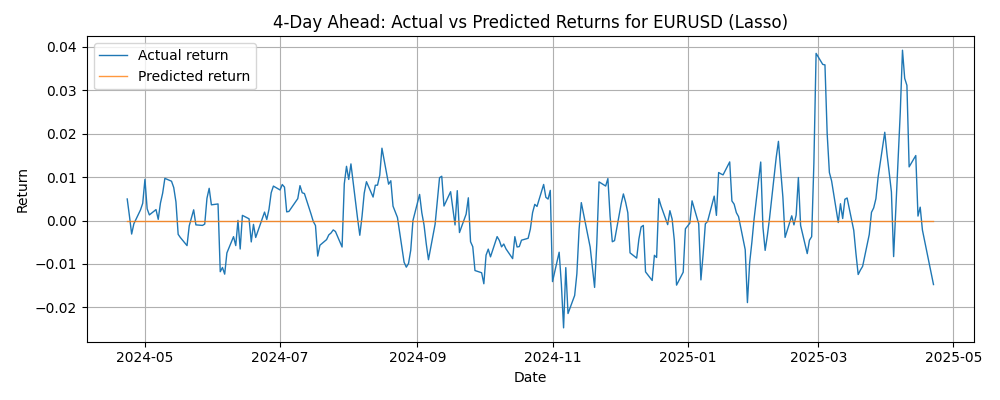 4-Day Ahead: Actual vs Predicted Returns for EURUSD (Lasso)
Actual return
Predicted return
Return
0.04
0.03
0.02
0.01
0.00
−0.01
−0.02
2024-05
2024-07
2024-09
2024-11
2025-01
2025-03
2025-05
Date